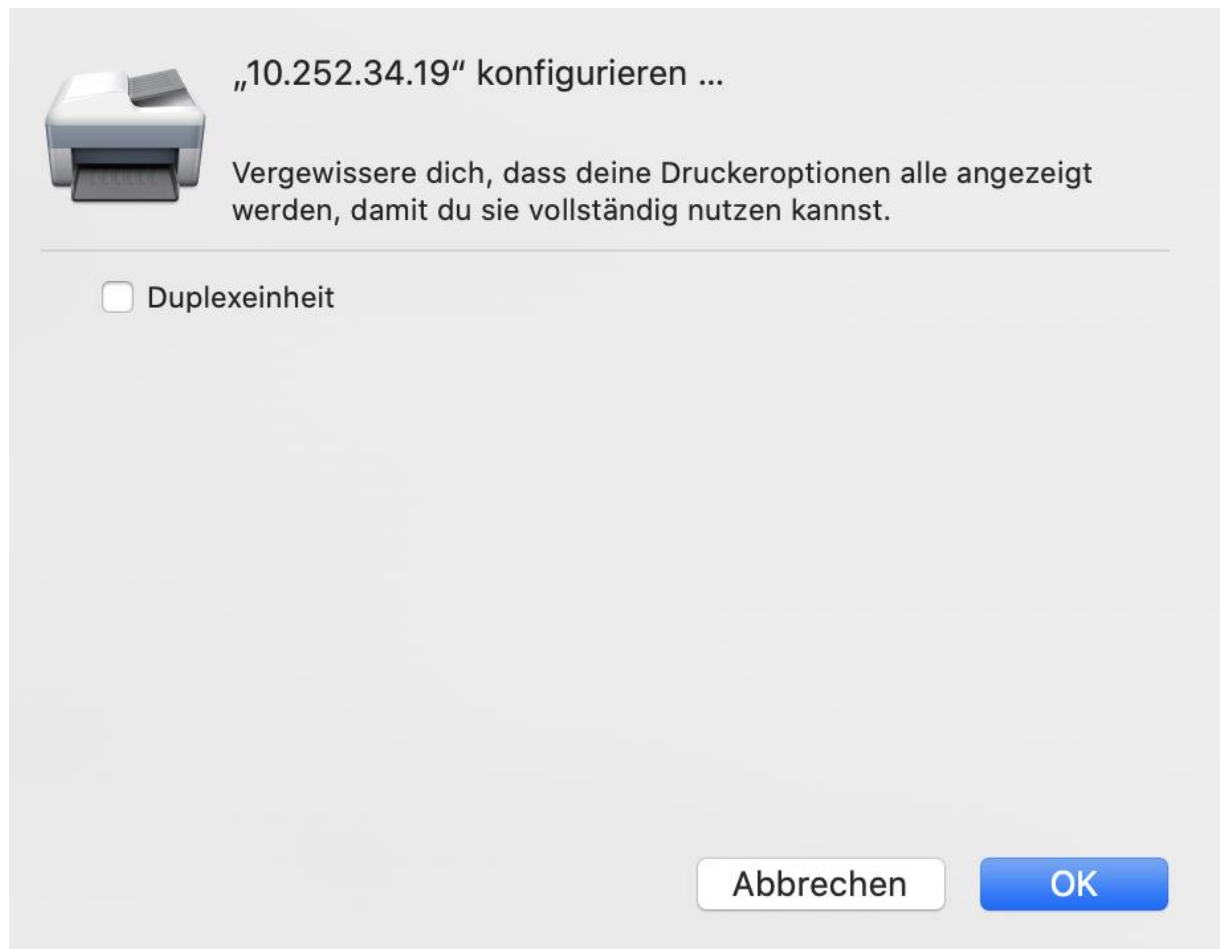 „10.252.34.19“ konfigurieren ...
Vergewissere dich, dass deine Druckeroptionen alle angezeigt
werden, damit du sie vollständig nutzen kannst.
Duplexeinheit
Abbrechen
OK